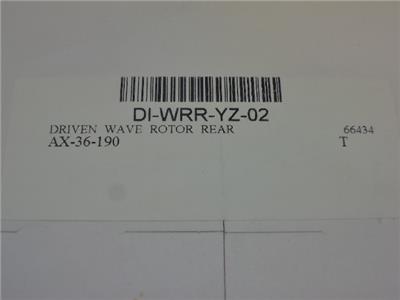 DI-WRR-YZ-02
DRIVEN WAVE ROTOR REAR 66434
AX-36-190 T